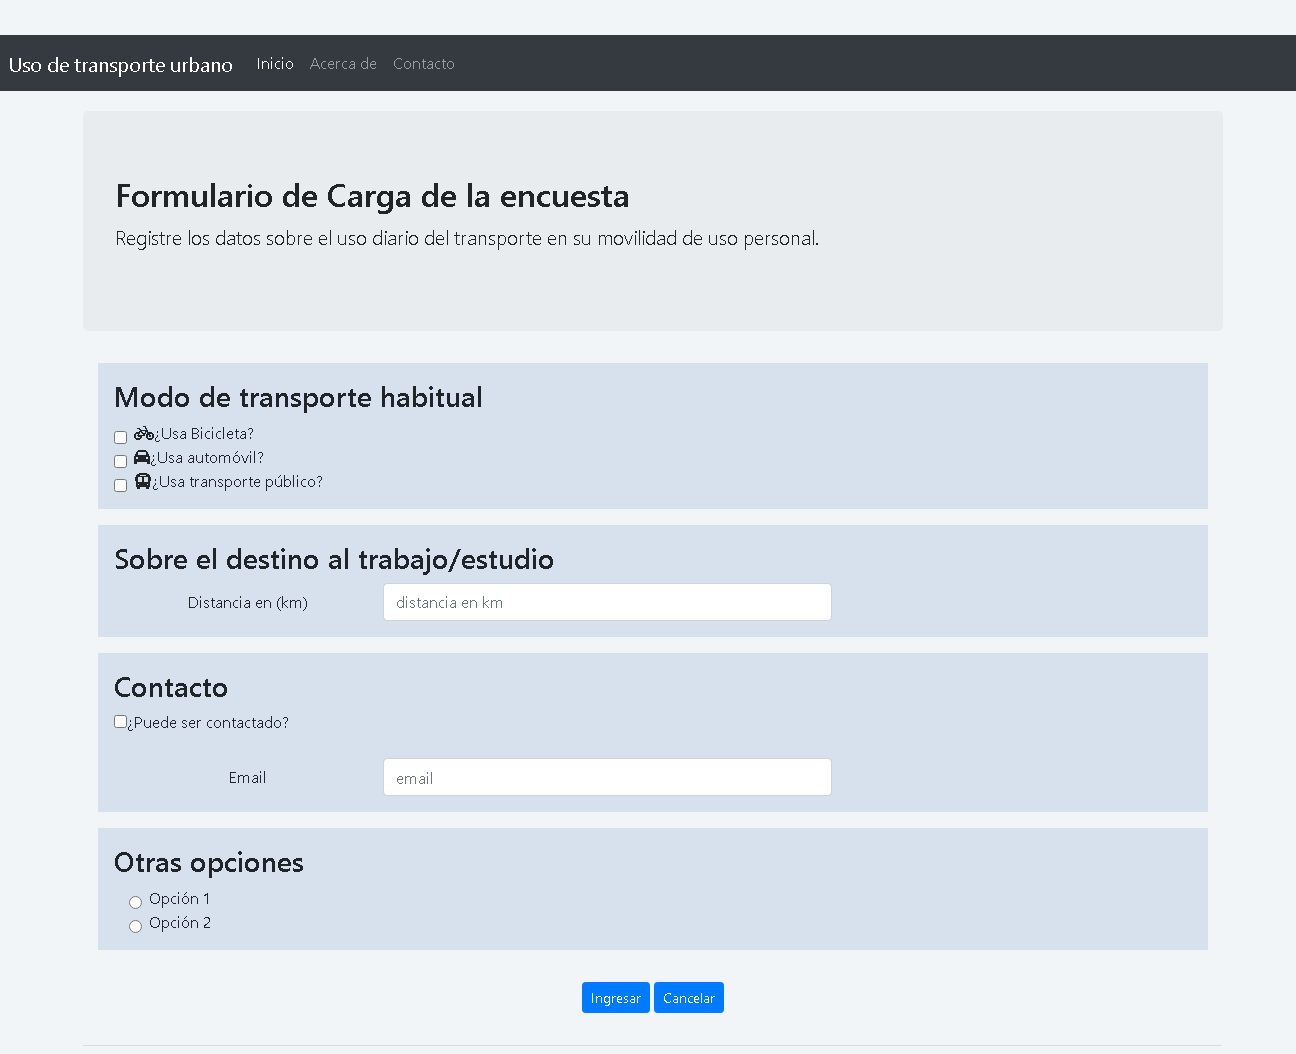 Uso de transporte urbano Inicio Acerca de Contacto
Formulario de Carga de la encuesta
Registre los datos sobre el uso diario del transporte en su movilidad de uso personal.
Modo de transporte habitual
¿Usa Bicicleta?
¿Usa automóvil?
¿Usa transporte público?
Sobre el destino al trabajo/estudio
Distancia en (km) distancia en km
Contacto
¿Puede ser contactado?
Email email
Otras opciones
Opción 1
Opción 2
Ingresar Cancelar